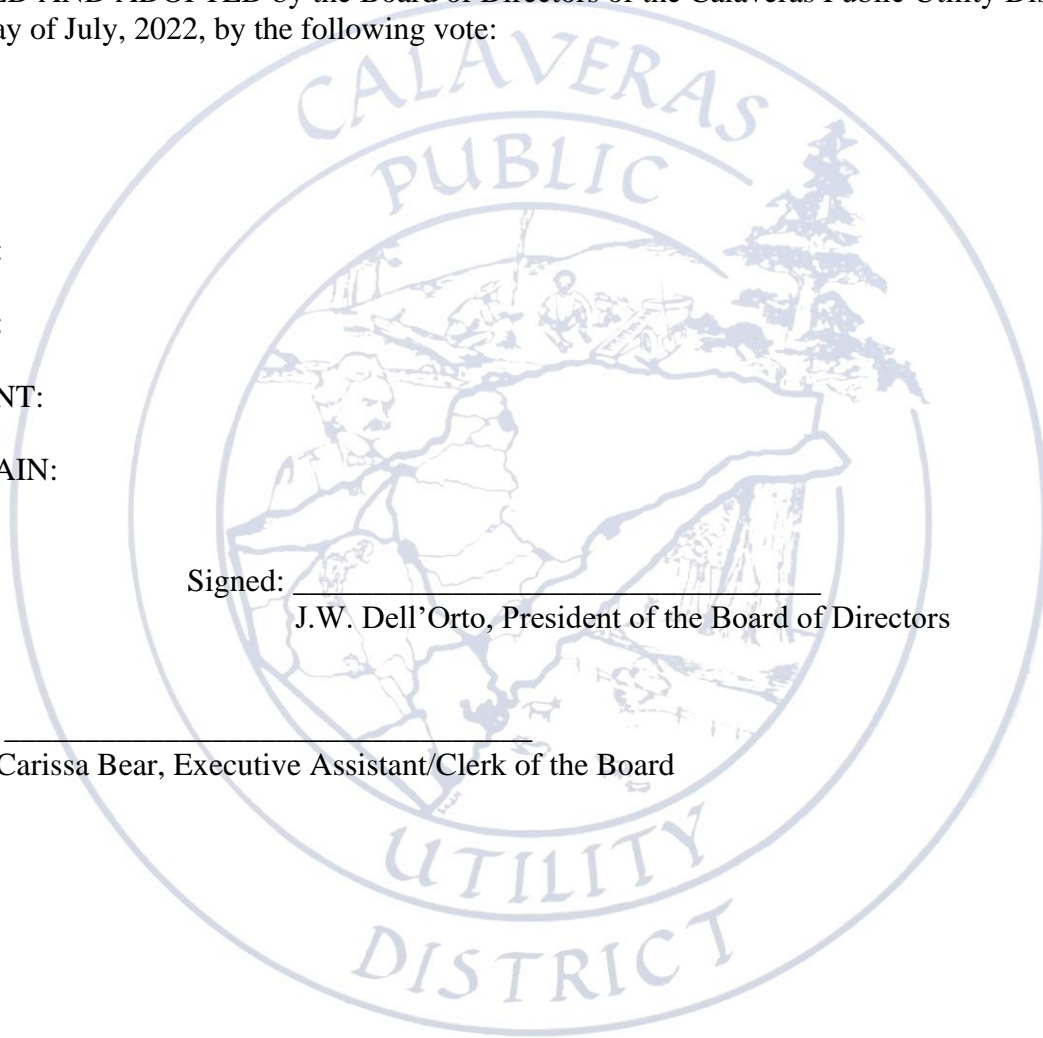 ED AND ADOPTED by the Board of Directors of the Calaveras Public Utility Dis
ay of July, 2022, by the following vote:
CALAVERAS
PUBLIC
:
:
NT:
AIN:
Signed: _________________________________
J.W. Dell’Orto, President of the Board of Directors
_________________________________
Carissa Bear, Executive Assistant/Clerk of the Board
UTILITY
DISTRICT